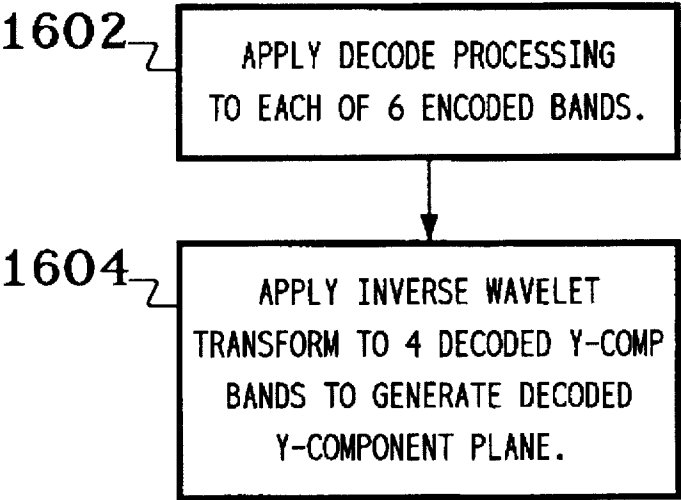 1602
APPLY DECODE PROCESSING
TO EACH OF 6 ENCODED BANDS.
1604
APPLY INVERSE WAVELET
TRANSFORM TO 4 DECODED Y-COMP
BANDS TO GENERATE DECODED
Y-COMPONENT PLANE.